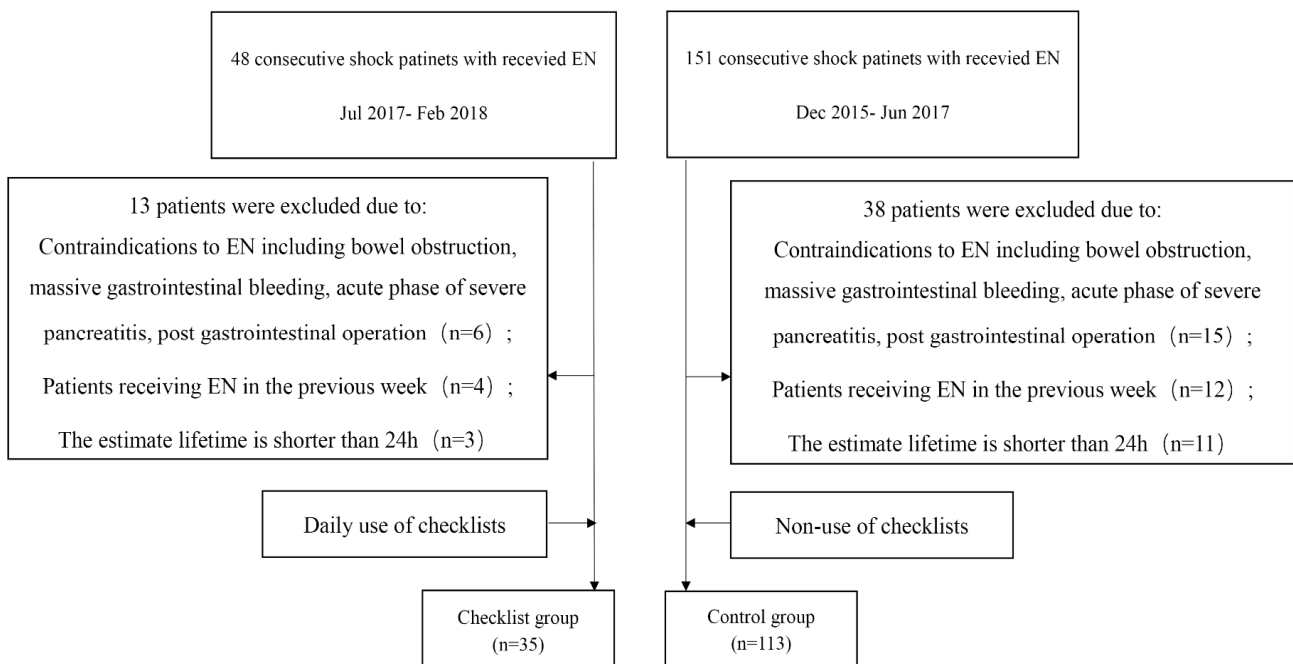 48 consecutive shock patinets with recevied EN
Jul 2017- Feb 2018
151 consecutive shock patinets with recevied EN
Dec 2015- Jun 2017
13 patients were excluded due to:
Contraindications to EN including bowel obstruction,
massive gastrointestinal bleeding, acute phase of severe
pancreatitis, post gastrointestinal operation（n=6）;
Patients receiving EN in the previous week（n=4）;
The estimate lifetime is shorter than 24h（n=3）
38 patients were excluded due to:
Contraindications to EN including bowel obstruction,
massive gastrointestinal bleeding, acute phase of severe
pancreatitis, post gastrointestinal operation（n=15）;
Patients receiving EN in the previous week（n=12）;
The estimate lifetime is shorter than 24h（n=11）
Daily use of checklists
Non-use of checklists
Checklist group
(n=35)
Control group
(n=113)